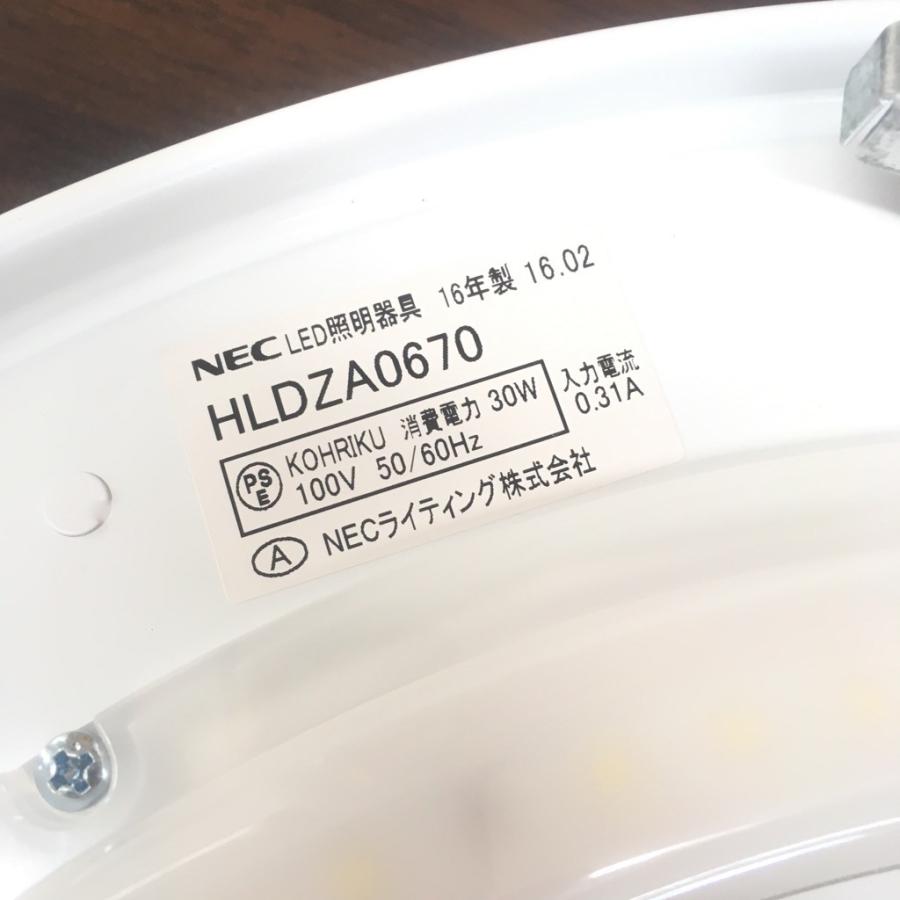 NEC LED照明器具 16年製 16.02
HLDZA0670
PS E KOHRIKU 消費電力 30W
100V 50/60Hz
入力電流
0.31A
A NECライティング株式会社